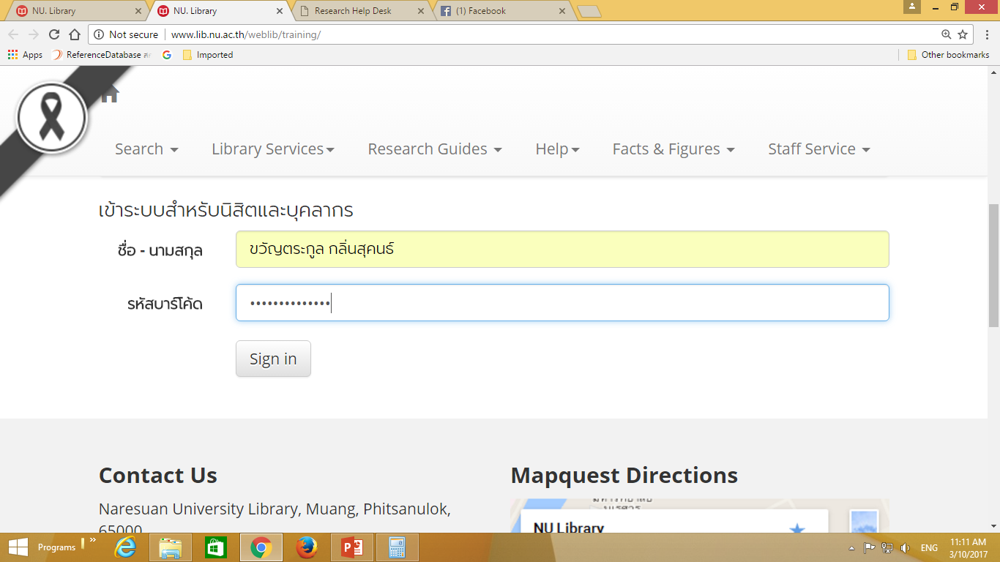 NU. Library
NU. Library
Research Help Desk
(1) Facebook
Not secure www.lib.nu.ac.th/weblib/training/
Apps ReferenceDatabase Imported Other bookmarks
Search Library Services Research Guides Help Facts & Figures Staff Service
เข้าระบบสำหรับนิสิตและบุคลากร
ชื่อ - นามสกุล ขวัญตระกูล กลิ่นสุคนธ์
รหัสบาร์โค้ด ••••••••••••••
Sign in
Contact Us
Naresuan University Library, Muang, Phitsanulok,
65000
Mapquest Directions
NU Library
Programs ENG 11:11 AM
3/10/2017